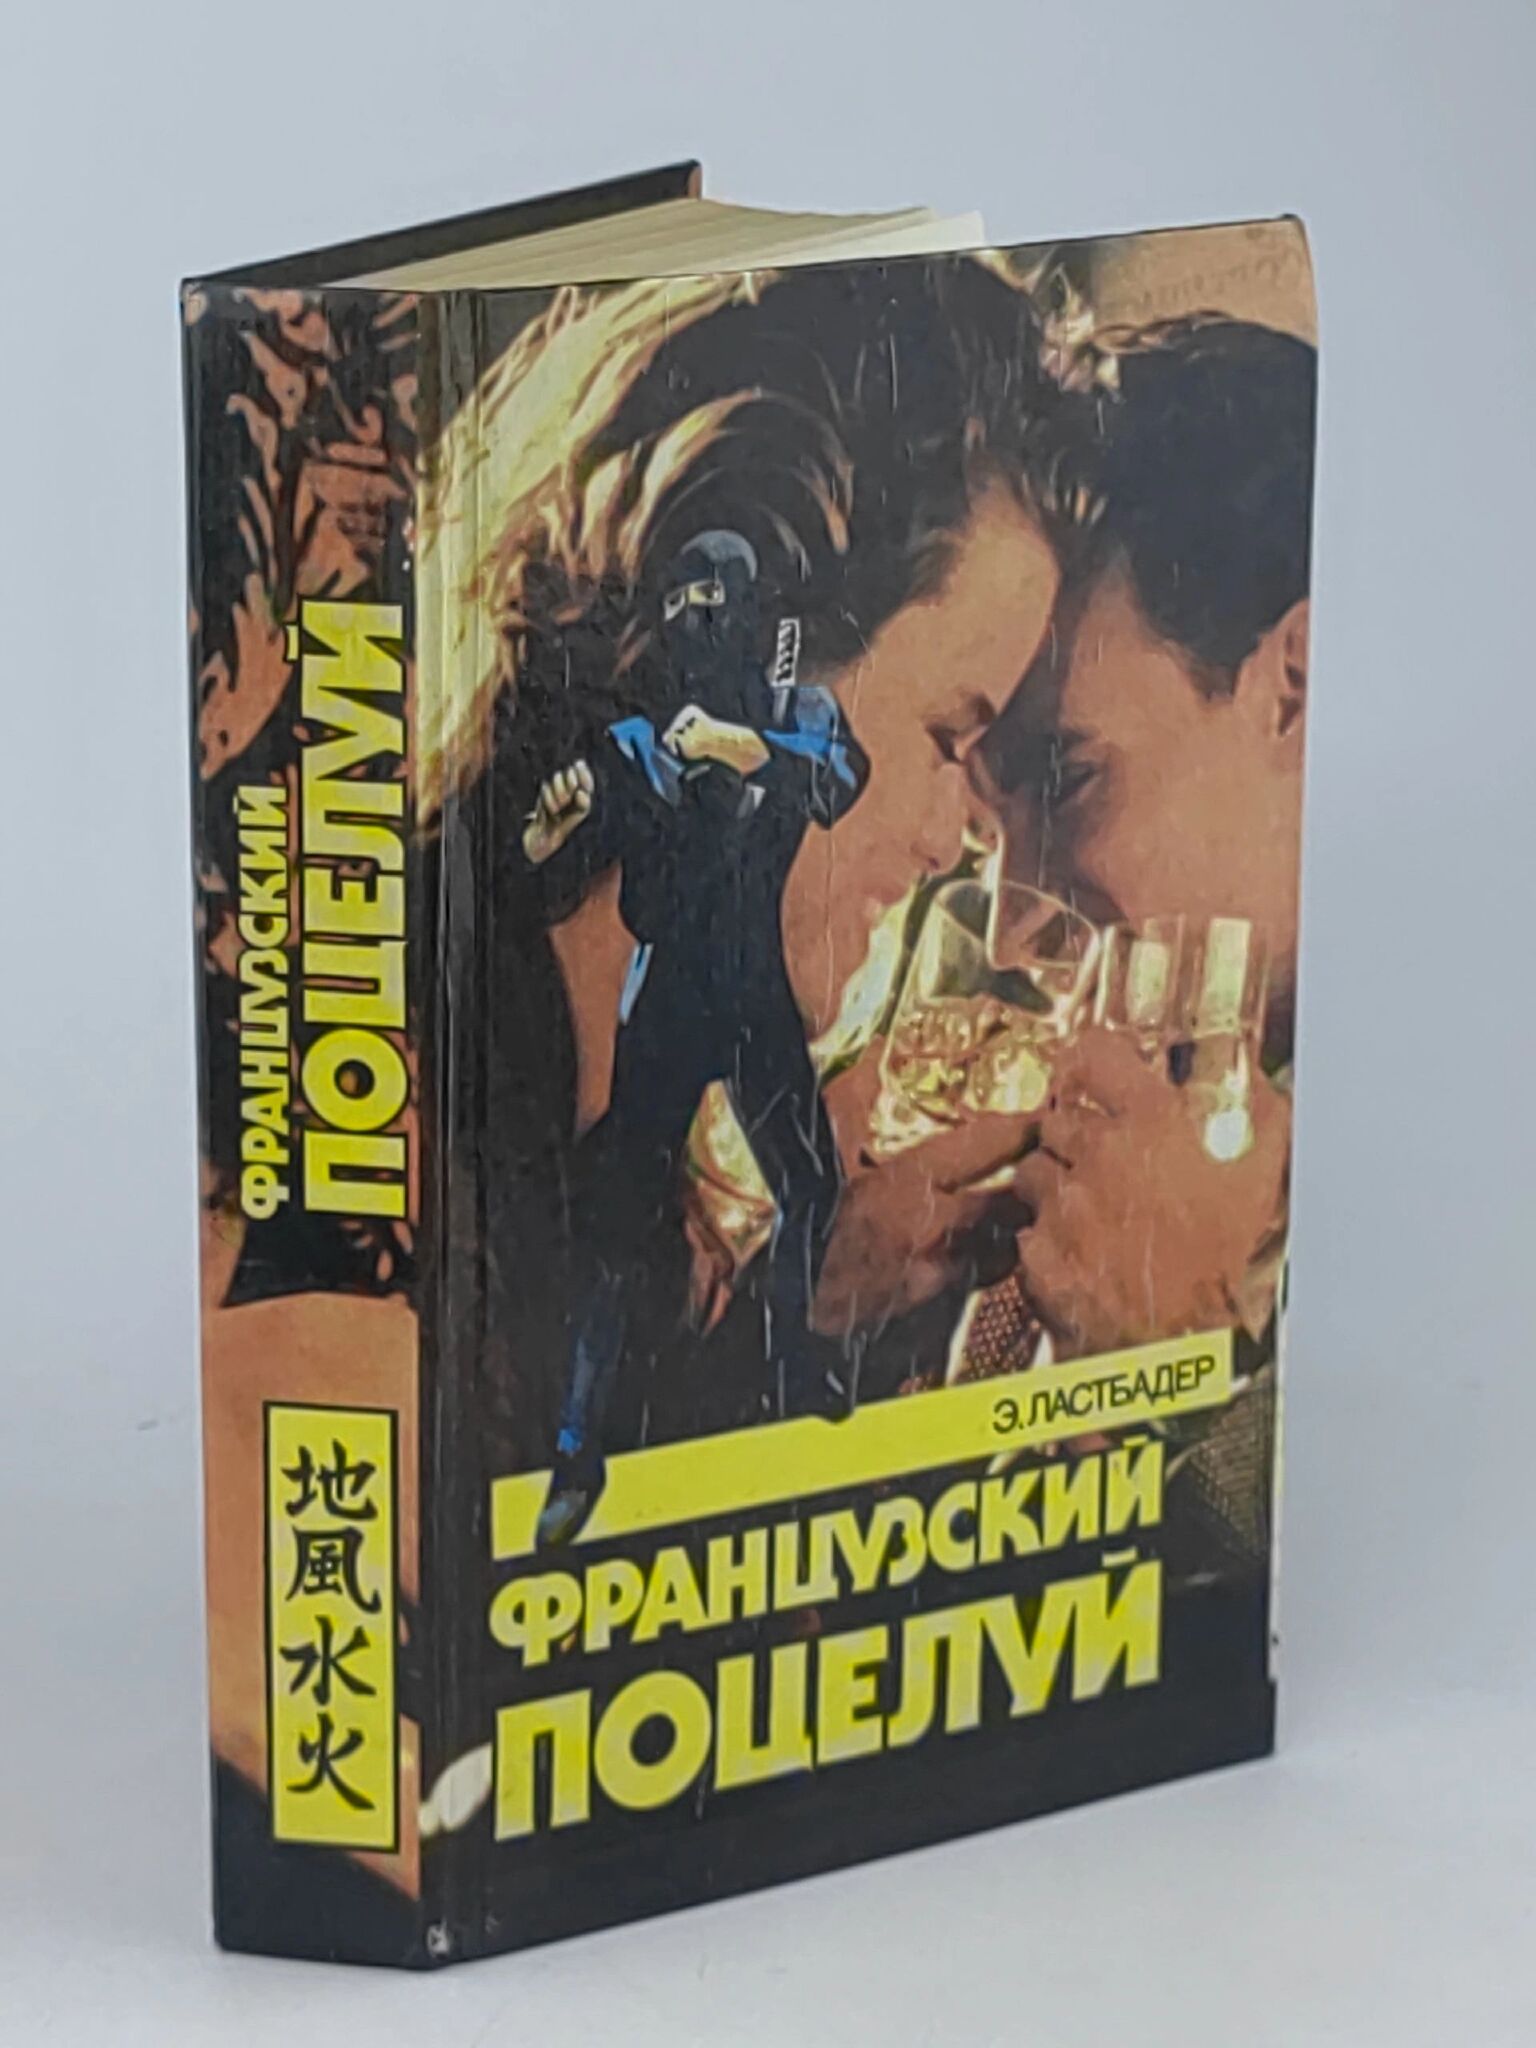 ФРАНЦУЗСКИЙ
ПОЦЕЛУЙ
地
風
水
火
Э. ЛАСТБАДЕР
ФРАНЦУЗСКИЙ
ПОЦЕЛУЙ